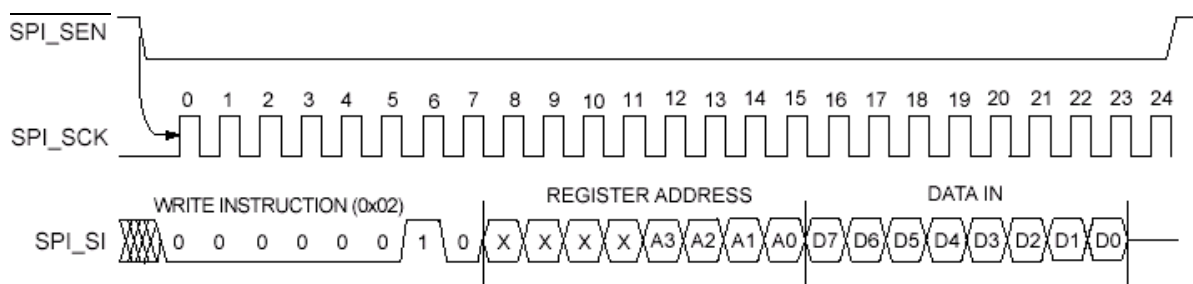 SPI_SEN
0 1 2 3 4 5 6 7 8 9 10 11 12 13 14 15 16 17 18 19 20 21 22 23 24
SPI_SCK
WRITE INSTRUCTION (0x02) REGISTER ADDRESS DATA IN
SPI_SI 0 0 0 0 0 0 1 0 X X X X A3 A2 A1 A0 D7 D6 D5 D4 D3 D2 D1 D0